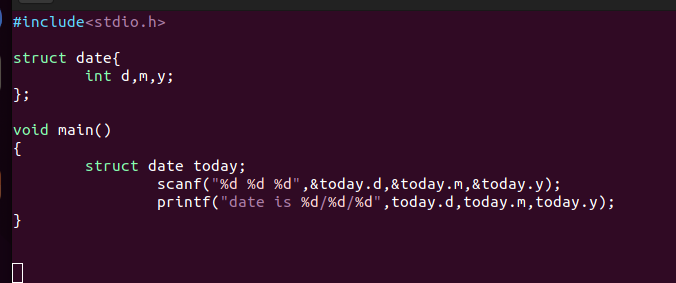 #include<stdio.h>
struct date{
int d,m,y;
};
void main()
{
struct date today;
scanf("%d %d %d",&today.d,&today.m,&today.y);
printf("date is %d/%d/%d",today.d,today.m,today.y);
}